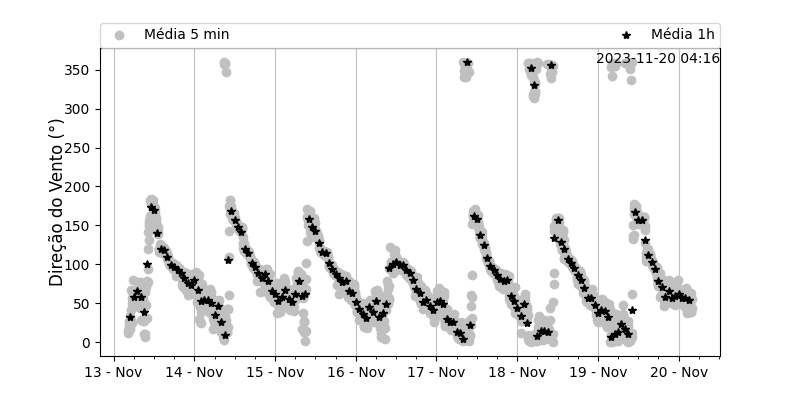 Média 5 min
Média 1h
2023-11-20 04:16
Direção do Vento (°)
350
300
250
200
150
100
50
0
13 - Nov
14 - Nov
15 - Nov
16 - Nov
17 - Nov
18 - Nov
19 - Nov
20 - Nov